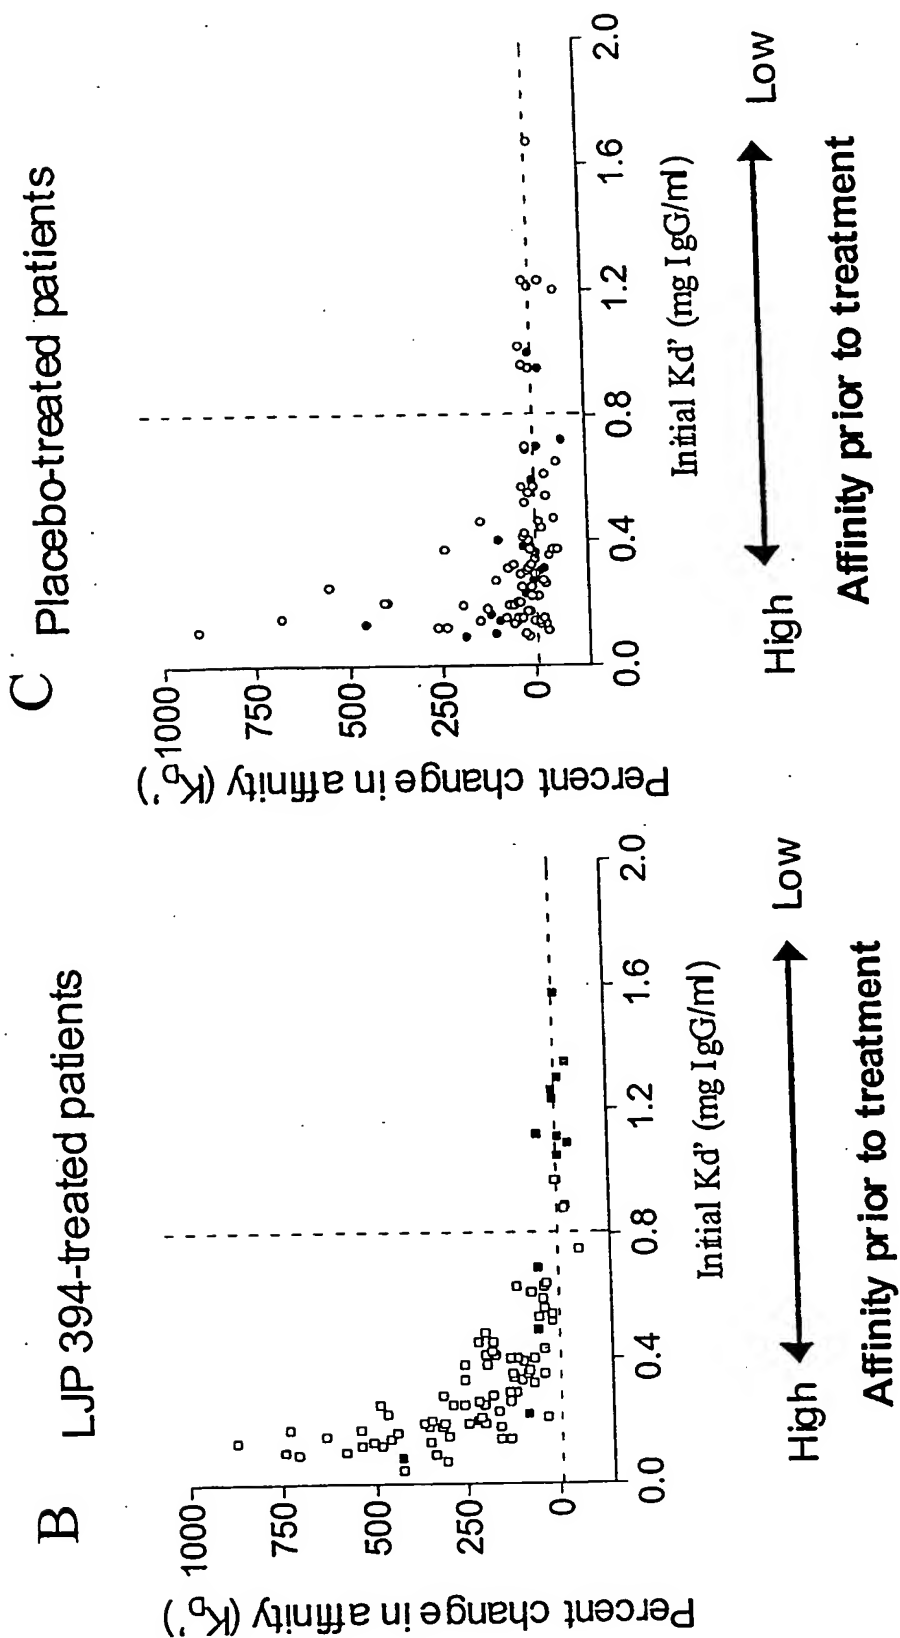 B LJP 394-treated patients
Percent change in affinity (K_D')
1000
750
500
250
0
0.0 0.4 0.8 1.2 1.6 2.0
Initial Kd' (mg IgG/ml)
High Low
Affinity prior to treatment
C Placebo-treated patients
Percent change in affinity (K_D')
1000
750
500
250
0
0.0 0.4 0.8 1.2 1.6 2.0
Initial Kd' (mg IgG/ml)
High Low
Affinity prior to treatment